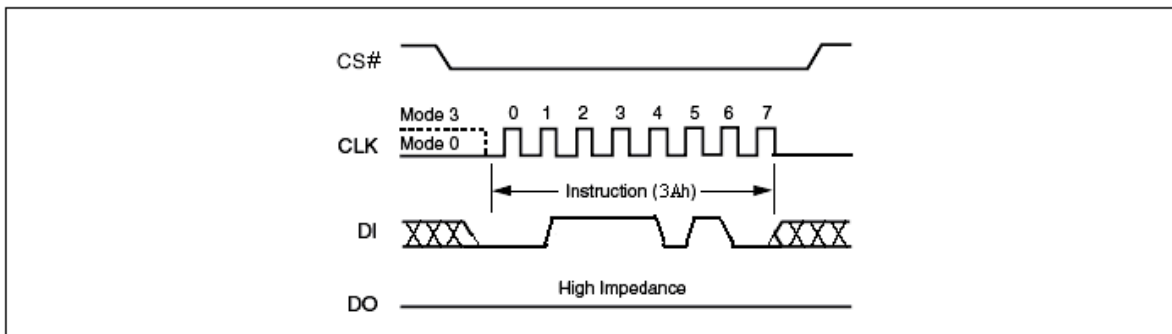 CS#
Mode 3 0 1 2 3 4 5 6 7
CLK Mode 0
Instruction (3Ah)
DI
High Impedance
DO